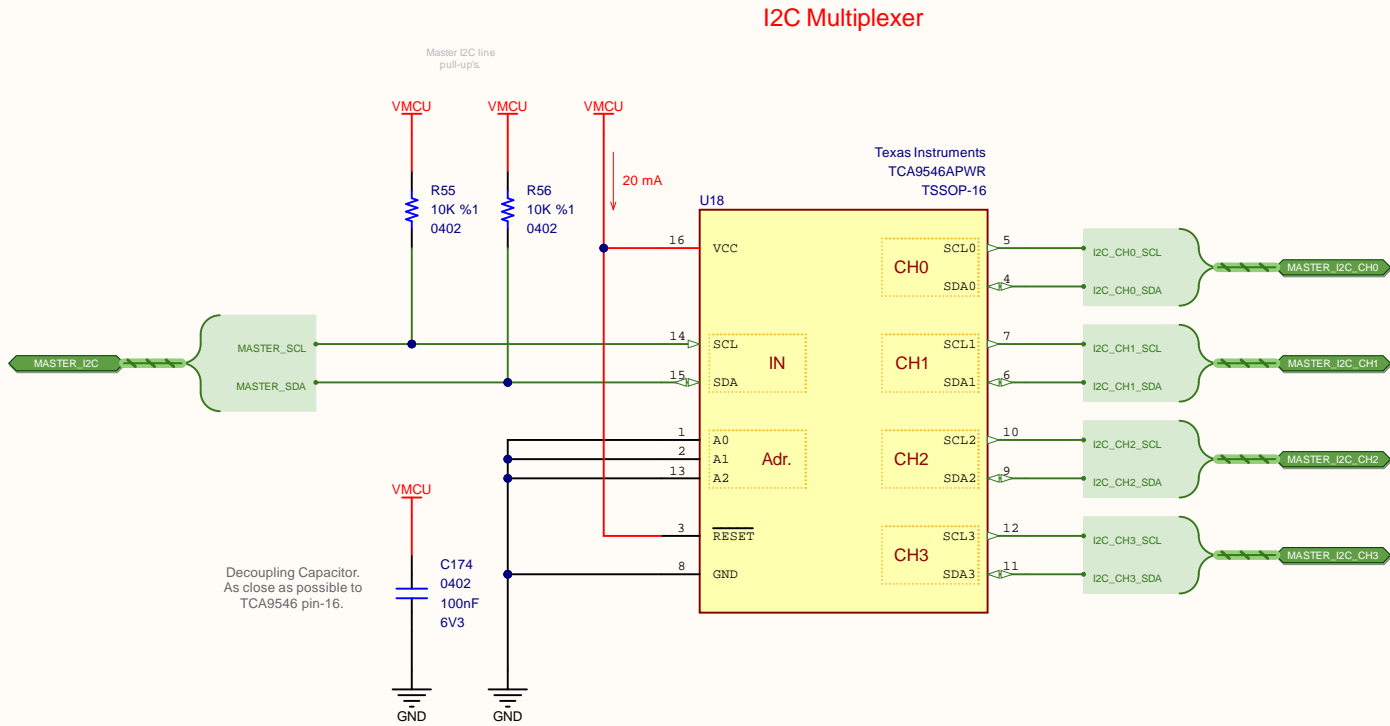 I2C Multiplexer
Master I2C line
pull-up's.
VMCU
VMCU
VMCU
20 mA
R55
10K %1
0402
R56
10K %1
0402
Texas Instruments
TCA9546APWR
TSSOP-16
U18
16
VCC
14
SCL
15
SDA
IN
1
A0
2
A1
13
A2
Adr.
3
RESET
8
GND
CH0
SCL0
5
SDA0
4
CH1
SCL1
7
SDA1
6
CH2
SCL2
10
SDA2
9
CH3
SCL3
12
SDA3
11
MASTER_I2C
MASTER_SCL
MASTER_SDA
I2C_CH0_SCL
I2C_CH0_SDA
MASTER_I2C_CH0
I2C_CH1_SCL
I2C_CH1_SDA
MASTER_I2C_CH1
I2C_CH2_SCL
I2C_CH2_SDA
MASTER_I2C_CH2
I2C_CH3_SCL
I2C_CH3_SDA
MASTER_I2C_CH3
VMCU
Decoupling Capacitor.
As close as possible to
TCA9546 pin-16.
C174
0402
100nF
6V3
GND
GND